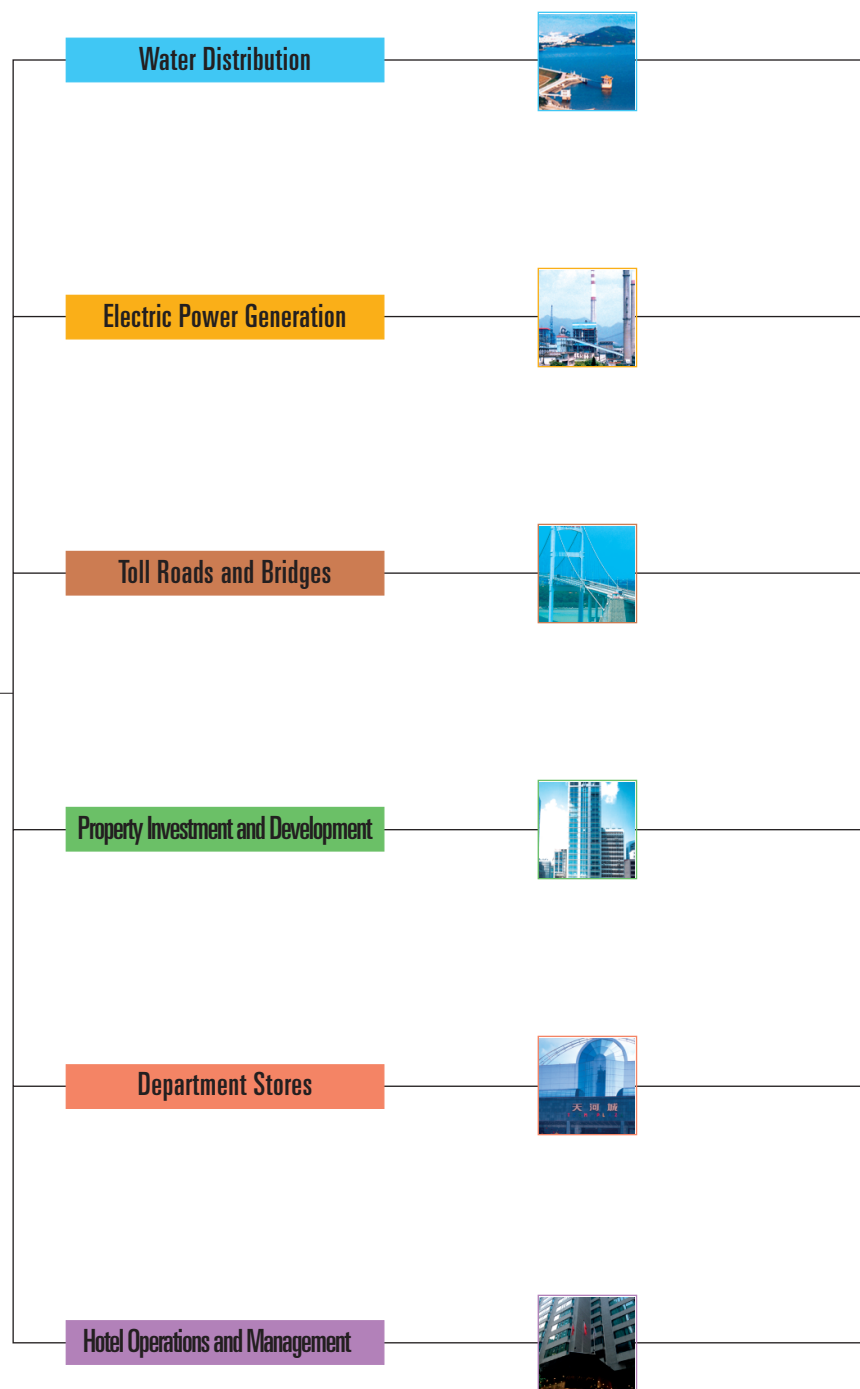 Water Distribution
Electric Power Generation
Toll Roads and Bridges
Property Investment and Development
Department Stores
天河城
Hotel Operations and Management